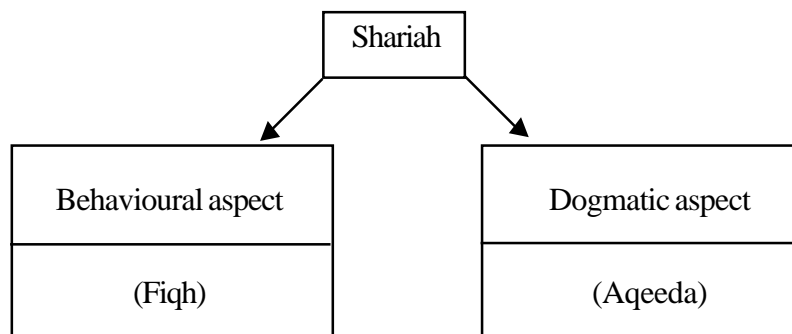 Shariah
Behavioural aspect
(Fiqh)
Dogmatic aspect
(Aqeeda)